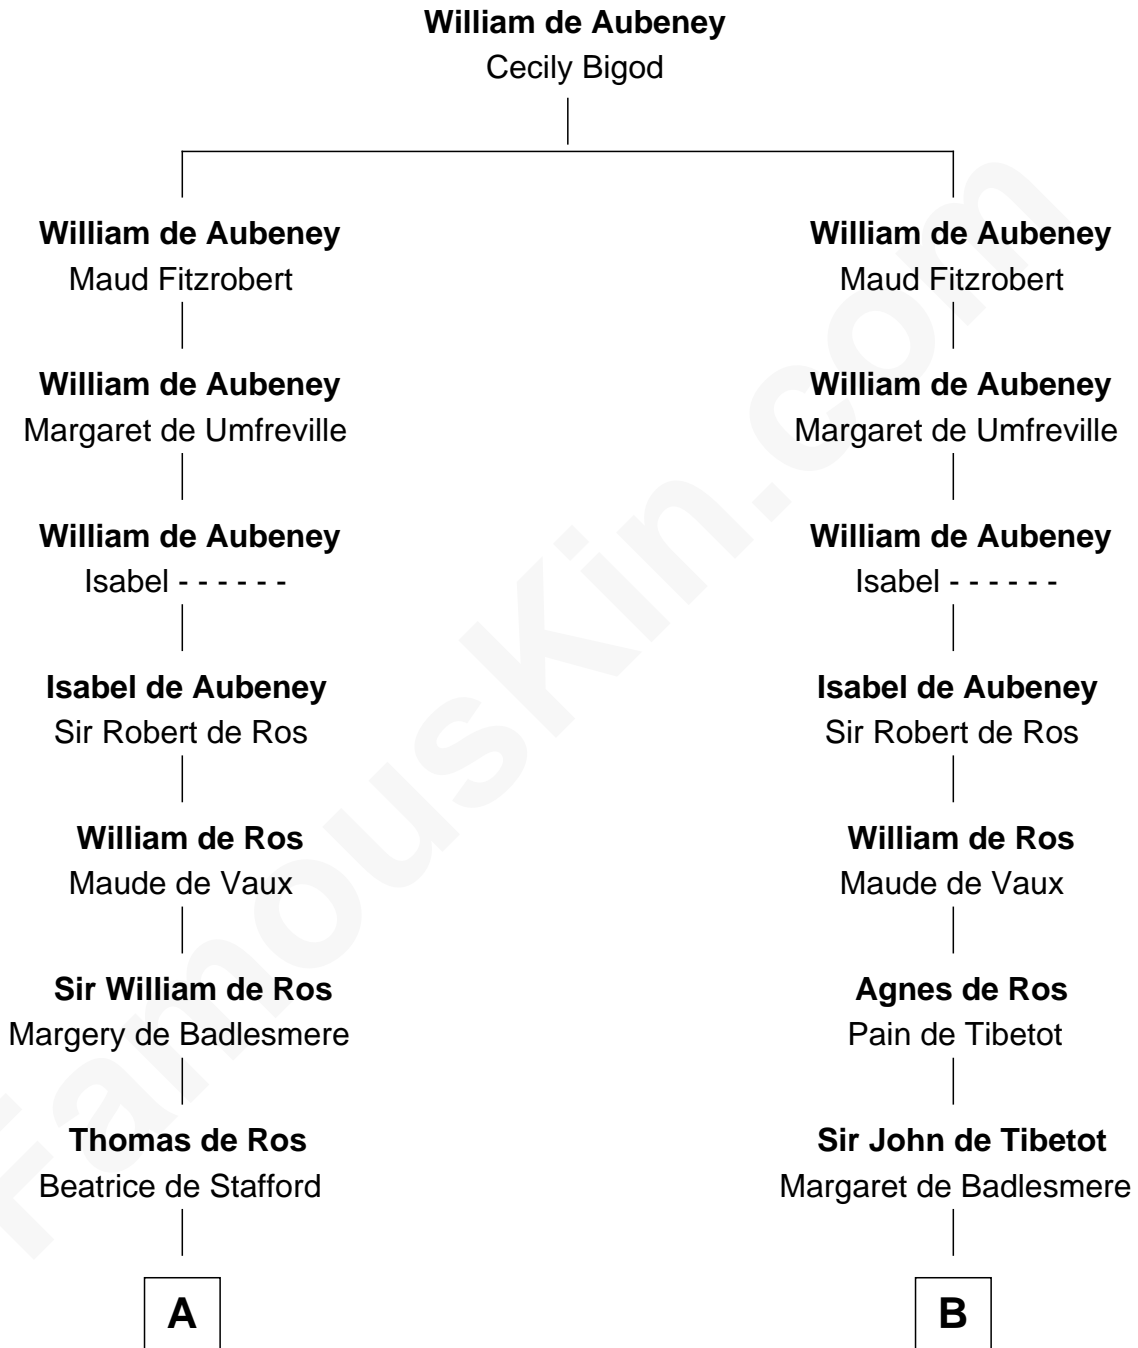 William de Aubeney
Cecily Bigod
William de Aubeney
Maud Fitzrobert
William de Aubeney
Margaret de Umfreville
William de Aubeney
Isabel - - - - - -
Isabel de Aubeney
Sir Robert de Ros
William de Ros
Maude de Vaux
Sir William de Ros
Margery de Badlesmere
Thomas de Ros
Beatrice de Stafford
A
William de Aubeney
Maud Fitzrobert
William de Aubeney
Margaret de Umfreville
William de Aubeney
Isabel - - - - - -
Isabel de Aubeney
Sir Robert de Ros
William de Ros
Maude de Vaux
Agnes de Ros
Pain de Tibetot
Sir John de Tibetot
Margaret de Badlesmere
B
FamousKin.com